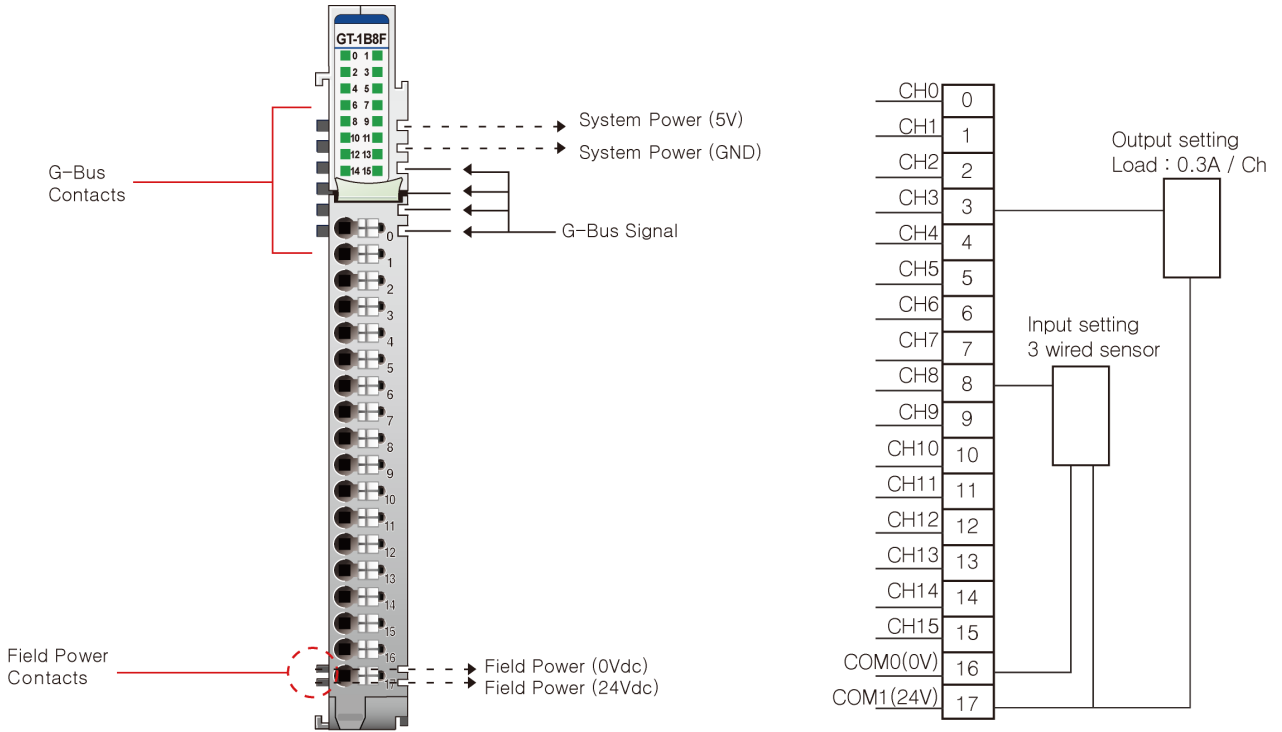 GT-1B8F
0 1
2 3
4 5
6 7
8 9
10 11
12 13
14 15
System Power (5V)
System Power (GND)
G-Bus
Contacts
G-Bus Signal
0
1
2
3
4
5
6
7
8
9
10
11
12
13
14
15
16
17
Field Power
Contacts
Field Power (0Vdc)
Field Power (24Vdc)
CH0 0
CH1 1
CH2 2
CH3 3
CH4 4
CH5 5
CH6 6
CH7 7
CH8 8
CH9 9
CH10 10
CH11 11
CH12 12
CH13 13
CH14 14
CH15 15
COM0(0V) 16
COM1(24V) 17
Output setting
Load : 0.3A / Ch
Input setting
3 wired sensor